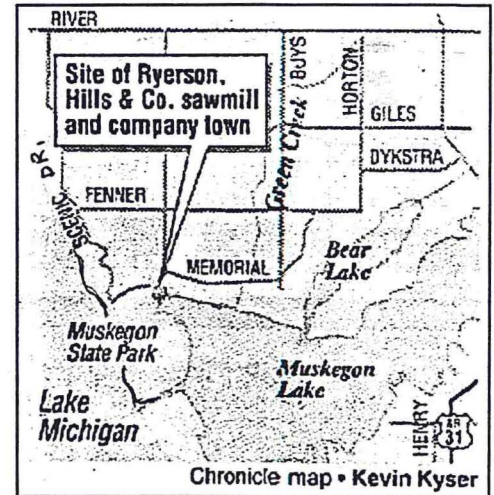 RIVER
Site of Ryerson,
Hills & Co. sawmill
and company town
BUYS
HORTON
Green Creek
GILES
DYKSTRA
SCENIC DR.
FENNER
MEMORIAL
Bear
Lake
Muskegon
State Park
Muskegon
Lake
Lake
Michigan
HENRY
BR
31
Chronicle map • Kevin Kyser